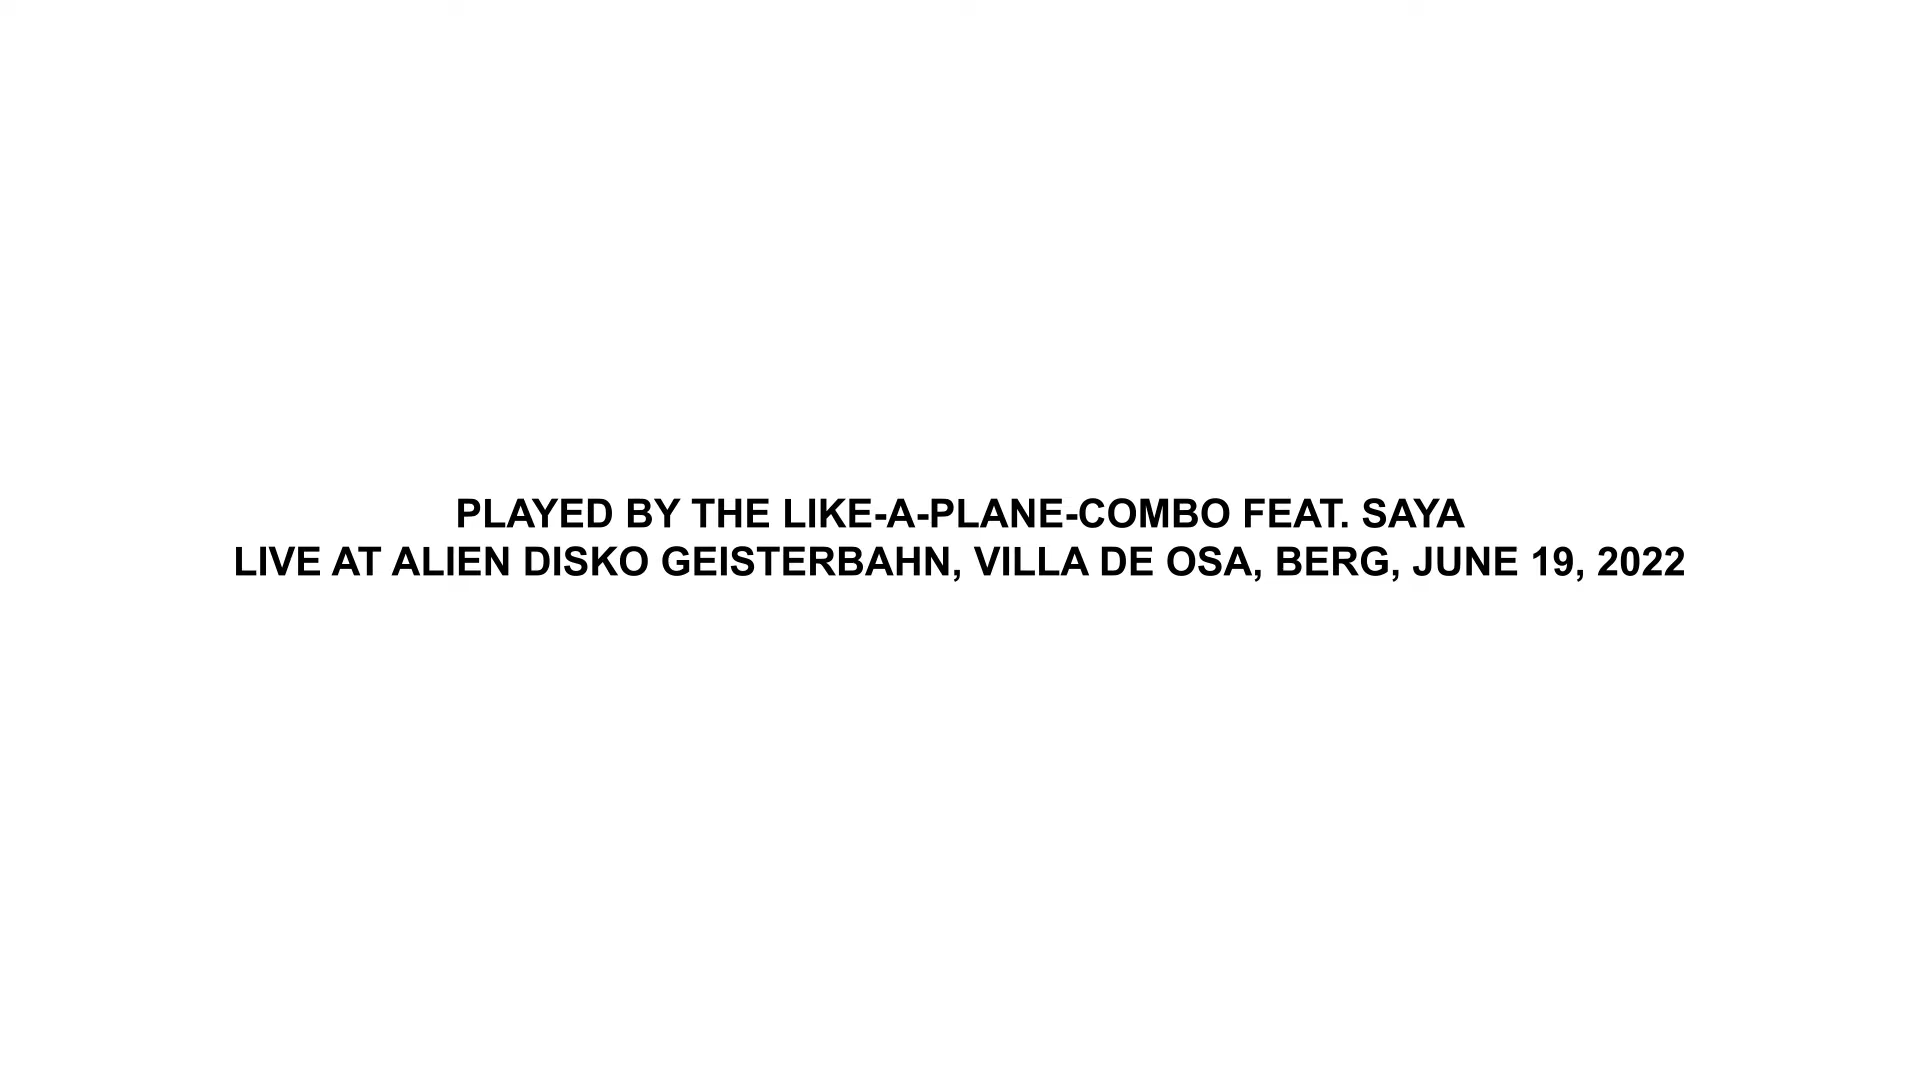 PLAYED BY THE LIKE-A-PLANE-COMBO FEAT. SAYA
LIVE AT ALIEN DISKO GEISTERBAHN, VILLA DE OSA, BERG, JUNE 19, 2022